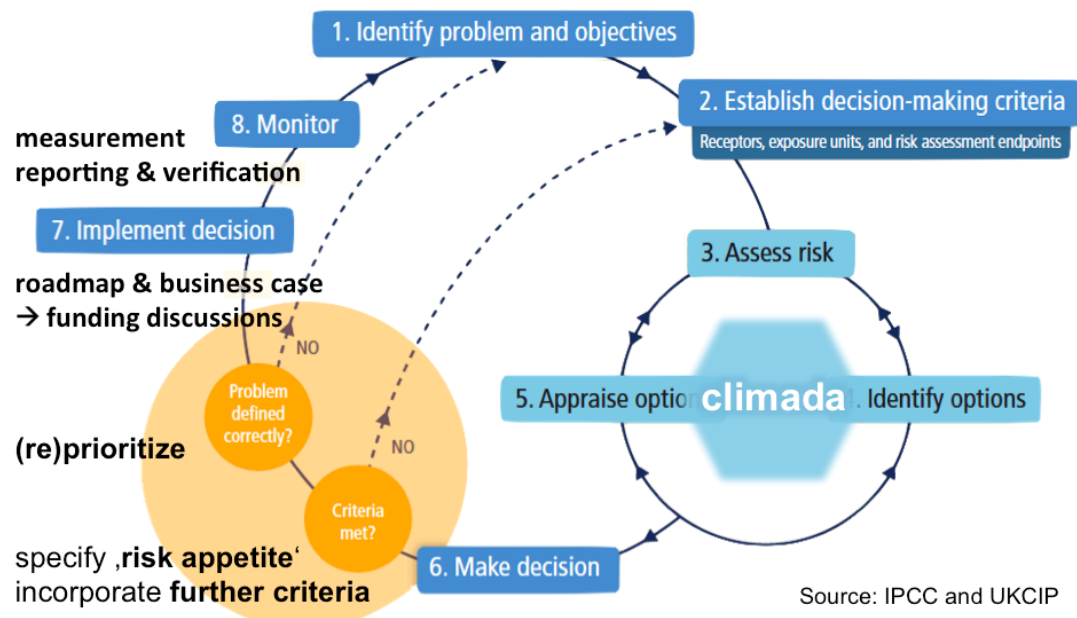 1. Identify problem and objectives
2. Establish decision-making criteria
Receptors, exposure units, and risk assessment endpoints
8. Monitor
measurement
reporting & verification
7. Implement decision
3. Assess risk
roadmap & business case
→ funding discussions
NO
Problem
defined
correctly?
5. Appraise option
climada
4. Identify options
(re)prioritize
NO
Criteria
met?
specify ‚risk appetite‘
incorporate further criteria
6. Make decision
Source: IPCC and UKCIP